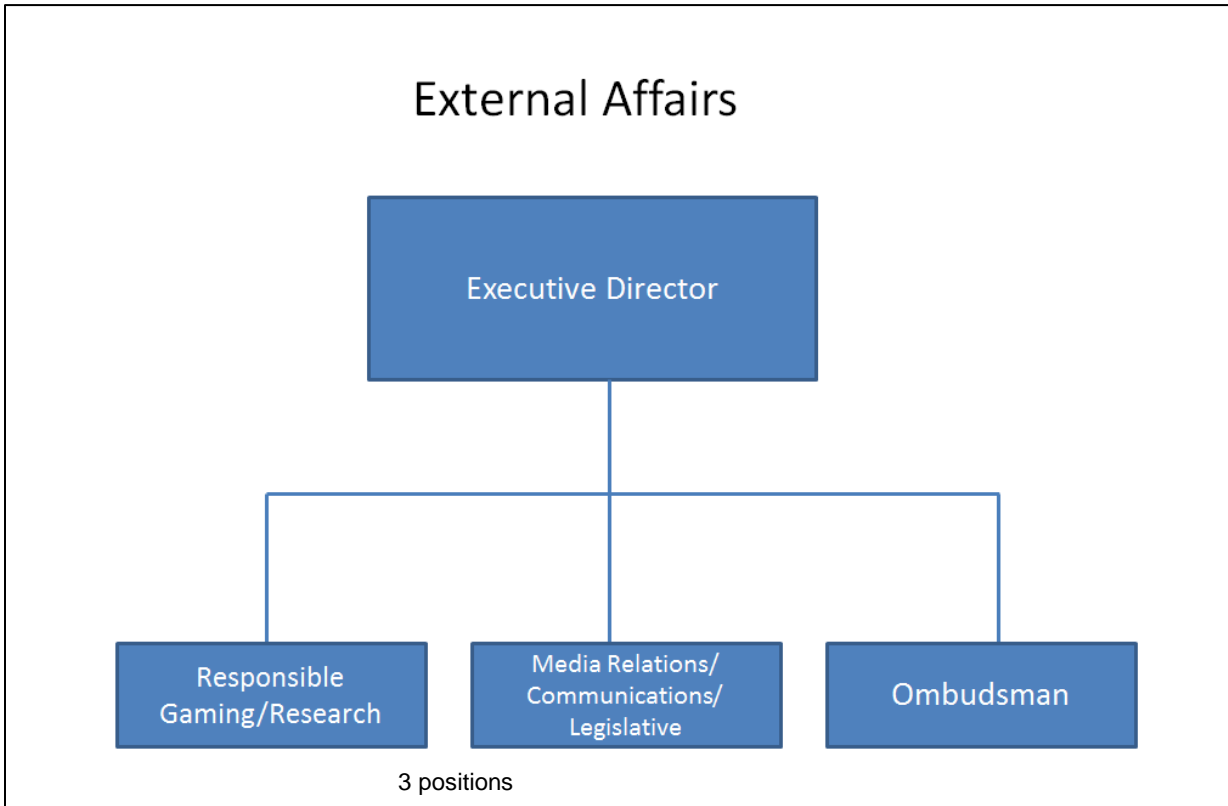 External Affairs
Executive Director
Responsible
Gaming/Research
Media Relations/
Communications/
Legislative
Ombudsman
3 positions